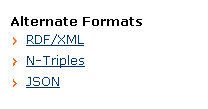 Alternate Formats
RDF/XML
N-Triples
JSON